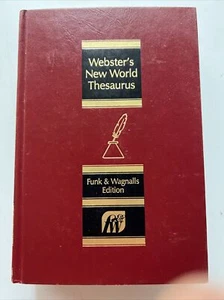 Webster's
New World
Thesaurus
Funk & Wagnalls
Edition